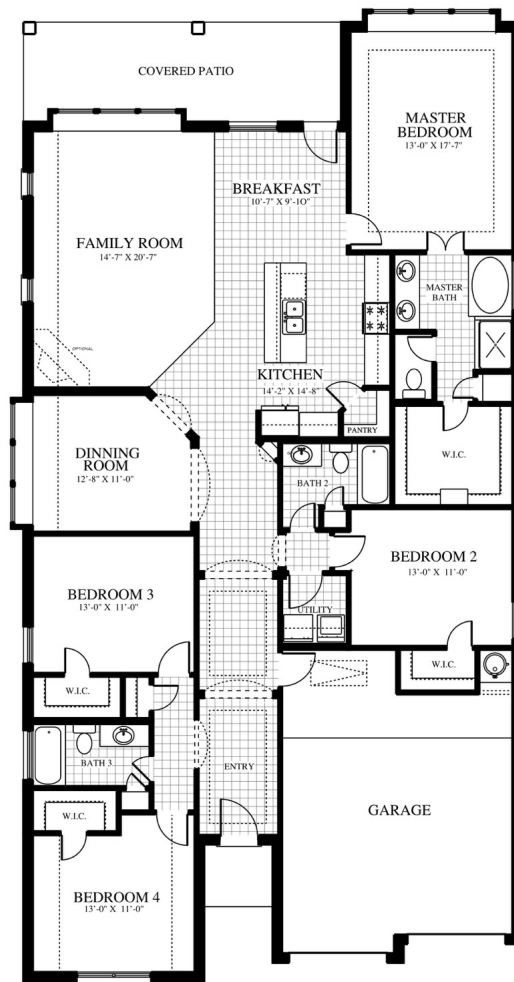 COVERED PATIO
MASTER
BEDROOM
13'-0" X 17'-7"
BREAKFAST
10'-7" X 9'-10"
FAMILY ROOM
14'-7" X 20'-7"
MASTER
BATH
OPTIONAL
KITCHEN
14'-2" X 14'-8"
PANTRY
W.I.C.
DINNING
ROOM
12'-8" X 11'-0"
BATH 2
BEDROOM 2
13'-0" X 11'-0"
BEDROOM 3
13'-0" X 11'-0"
UTILITY
W.I.C.
W.I.C.
BATH 3
ENTRY
GARAGE
W.I.C.
BEDROOM 4
13'-0" X 11'-0"